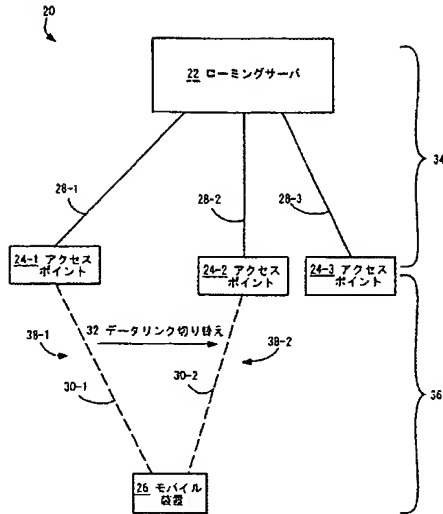 20
22 ローミングサーバ
34
28-1
28-2
28-3
24-1 アクセス
ポイント
24-2 アクセス
ポイント
24-3 アクセス
ポイント
38-1
32 データリンク切り替え
38-2
30-1
30-2
36
26 モバイル
装置